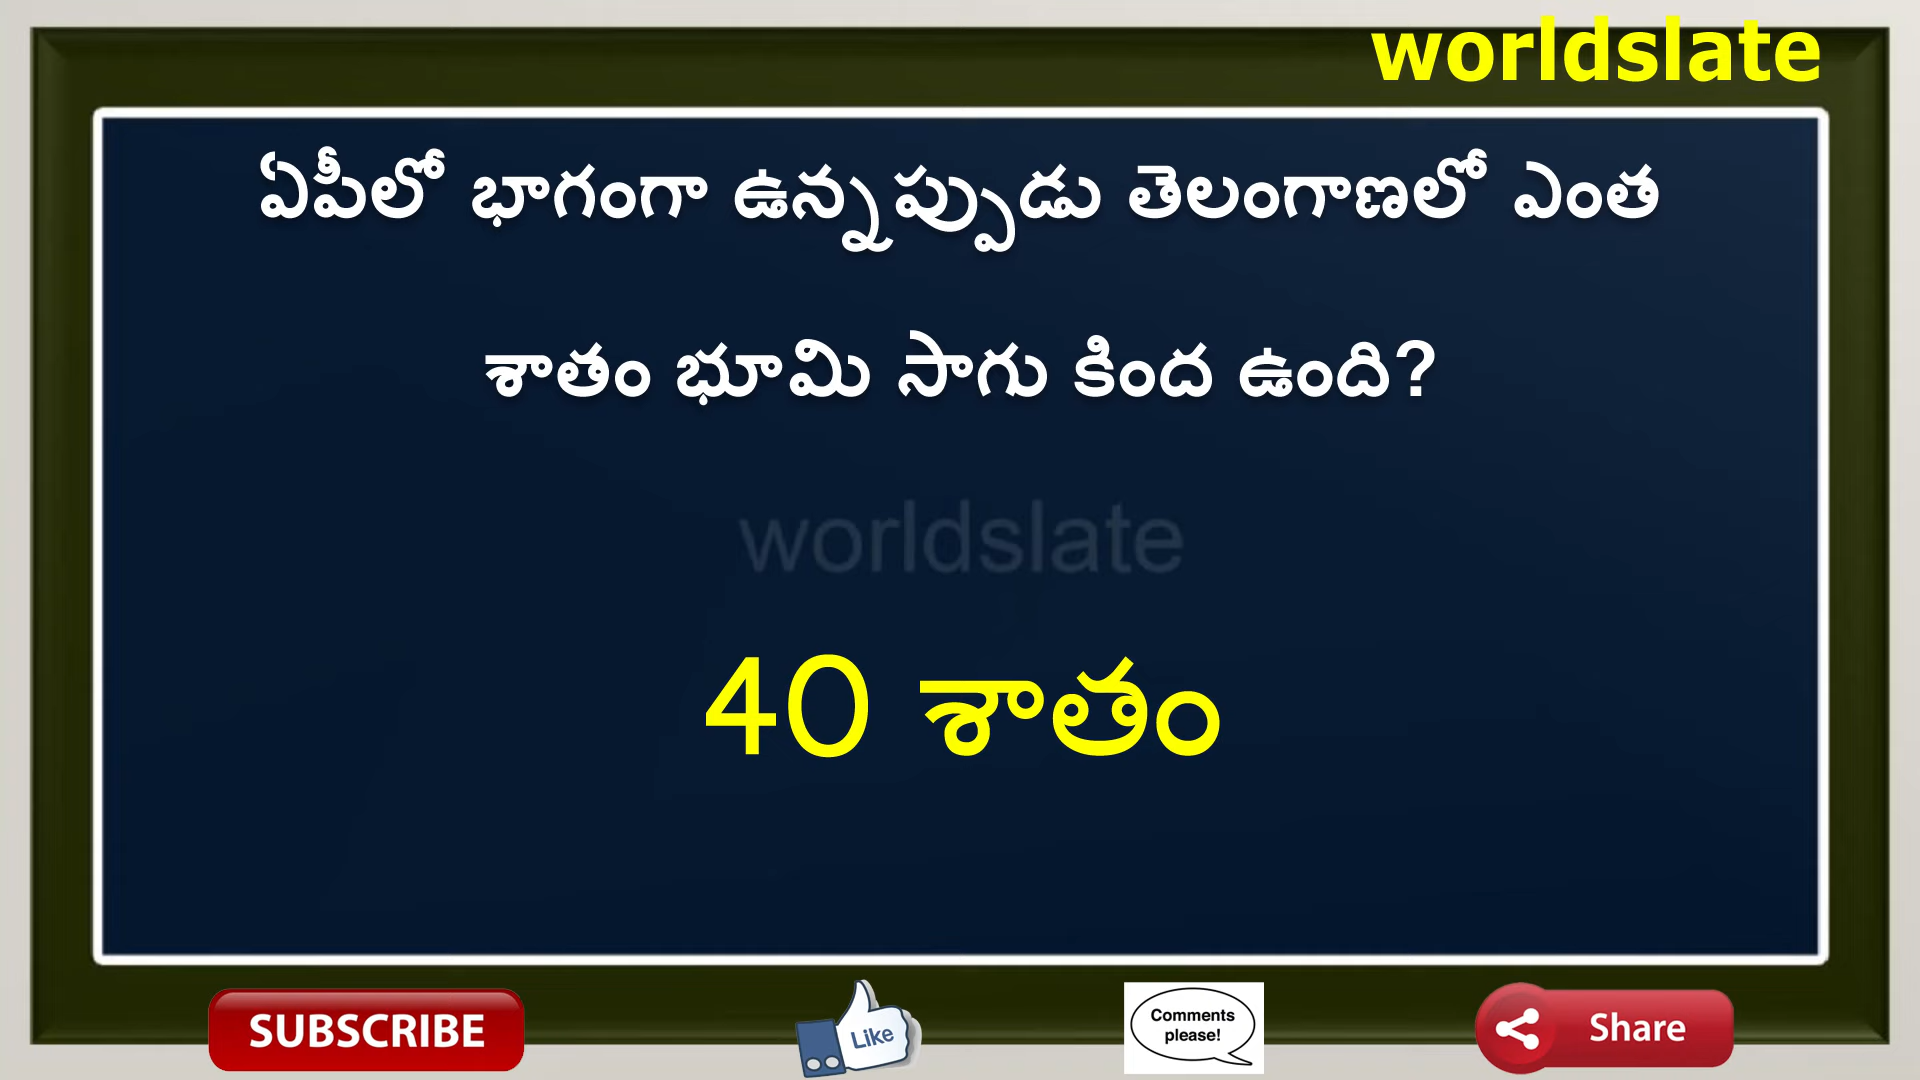 worldslate
ఏపీలో భాగంగా ఉన్నప్పుడు తెలంగాణలో ఎంత
శాతం భూమి సాగు కింద ఉంది?
worldslate
40 శాతం
SUBSCRIBE
Like
Comments
please!
Share